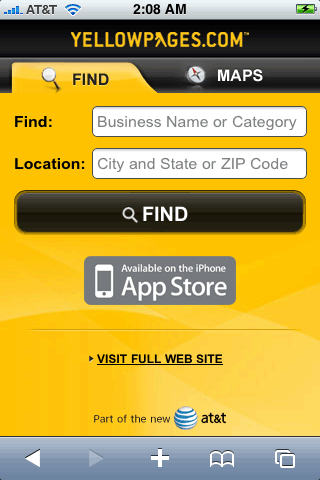 AT&T 2:08 AM
YELLOWPAGES.COM™
FIND MAPS
Find: Business Name or Category
Location: City and State or ZIP Code
FIND
Available on the iPhone
App Store
VISIT FULL WEB SITE
Part of the new at&t